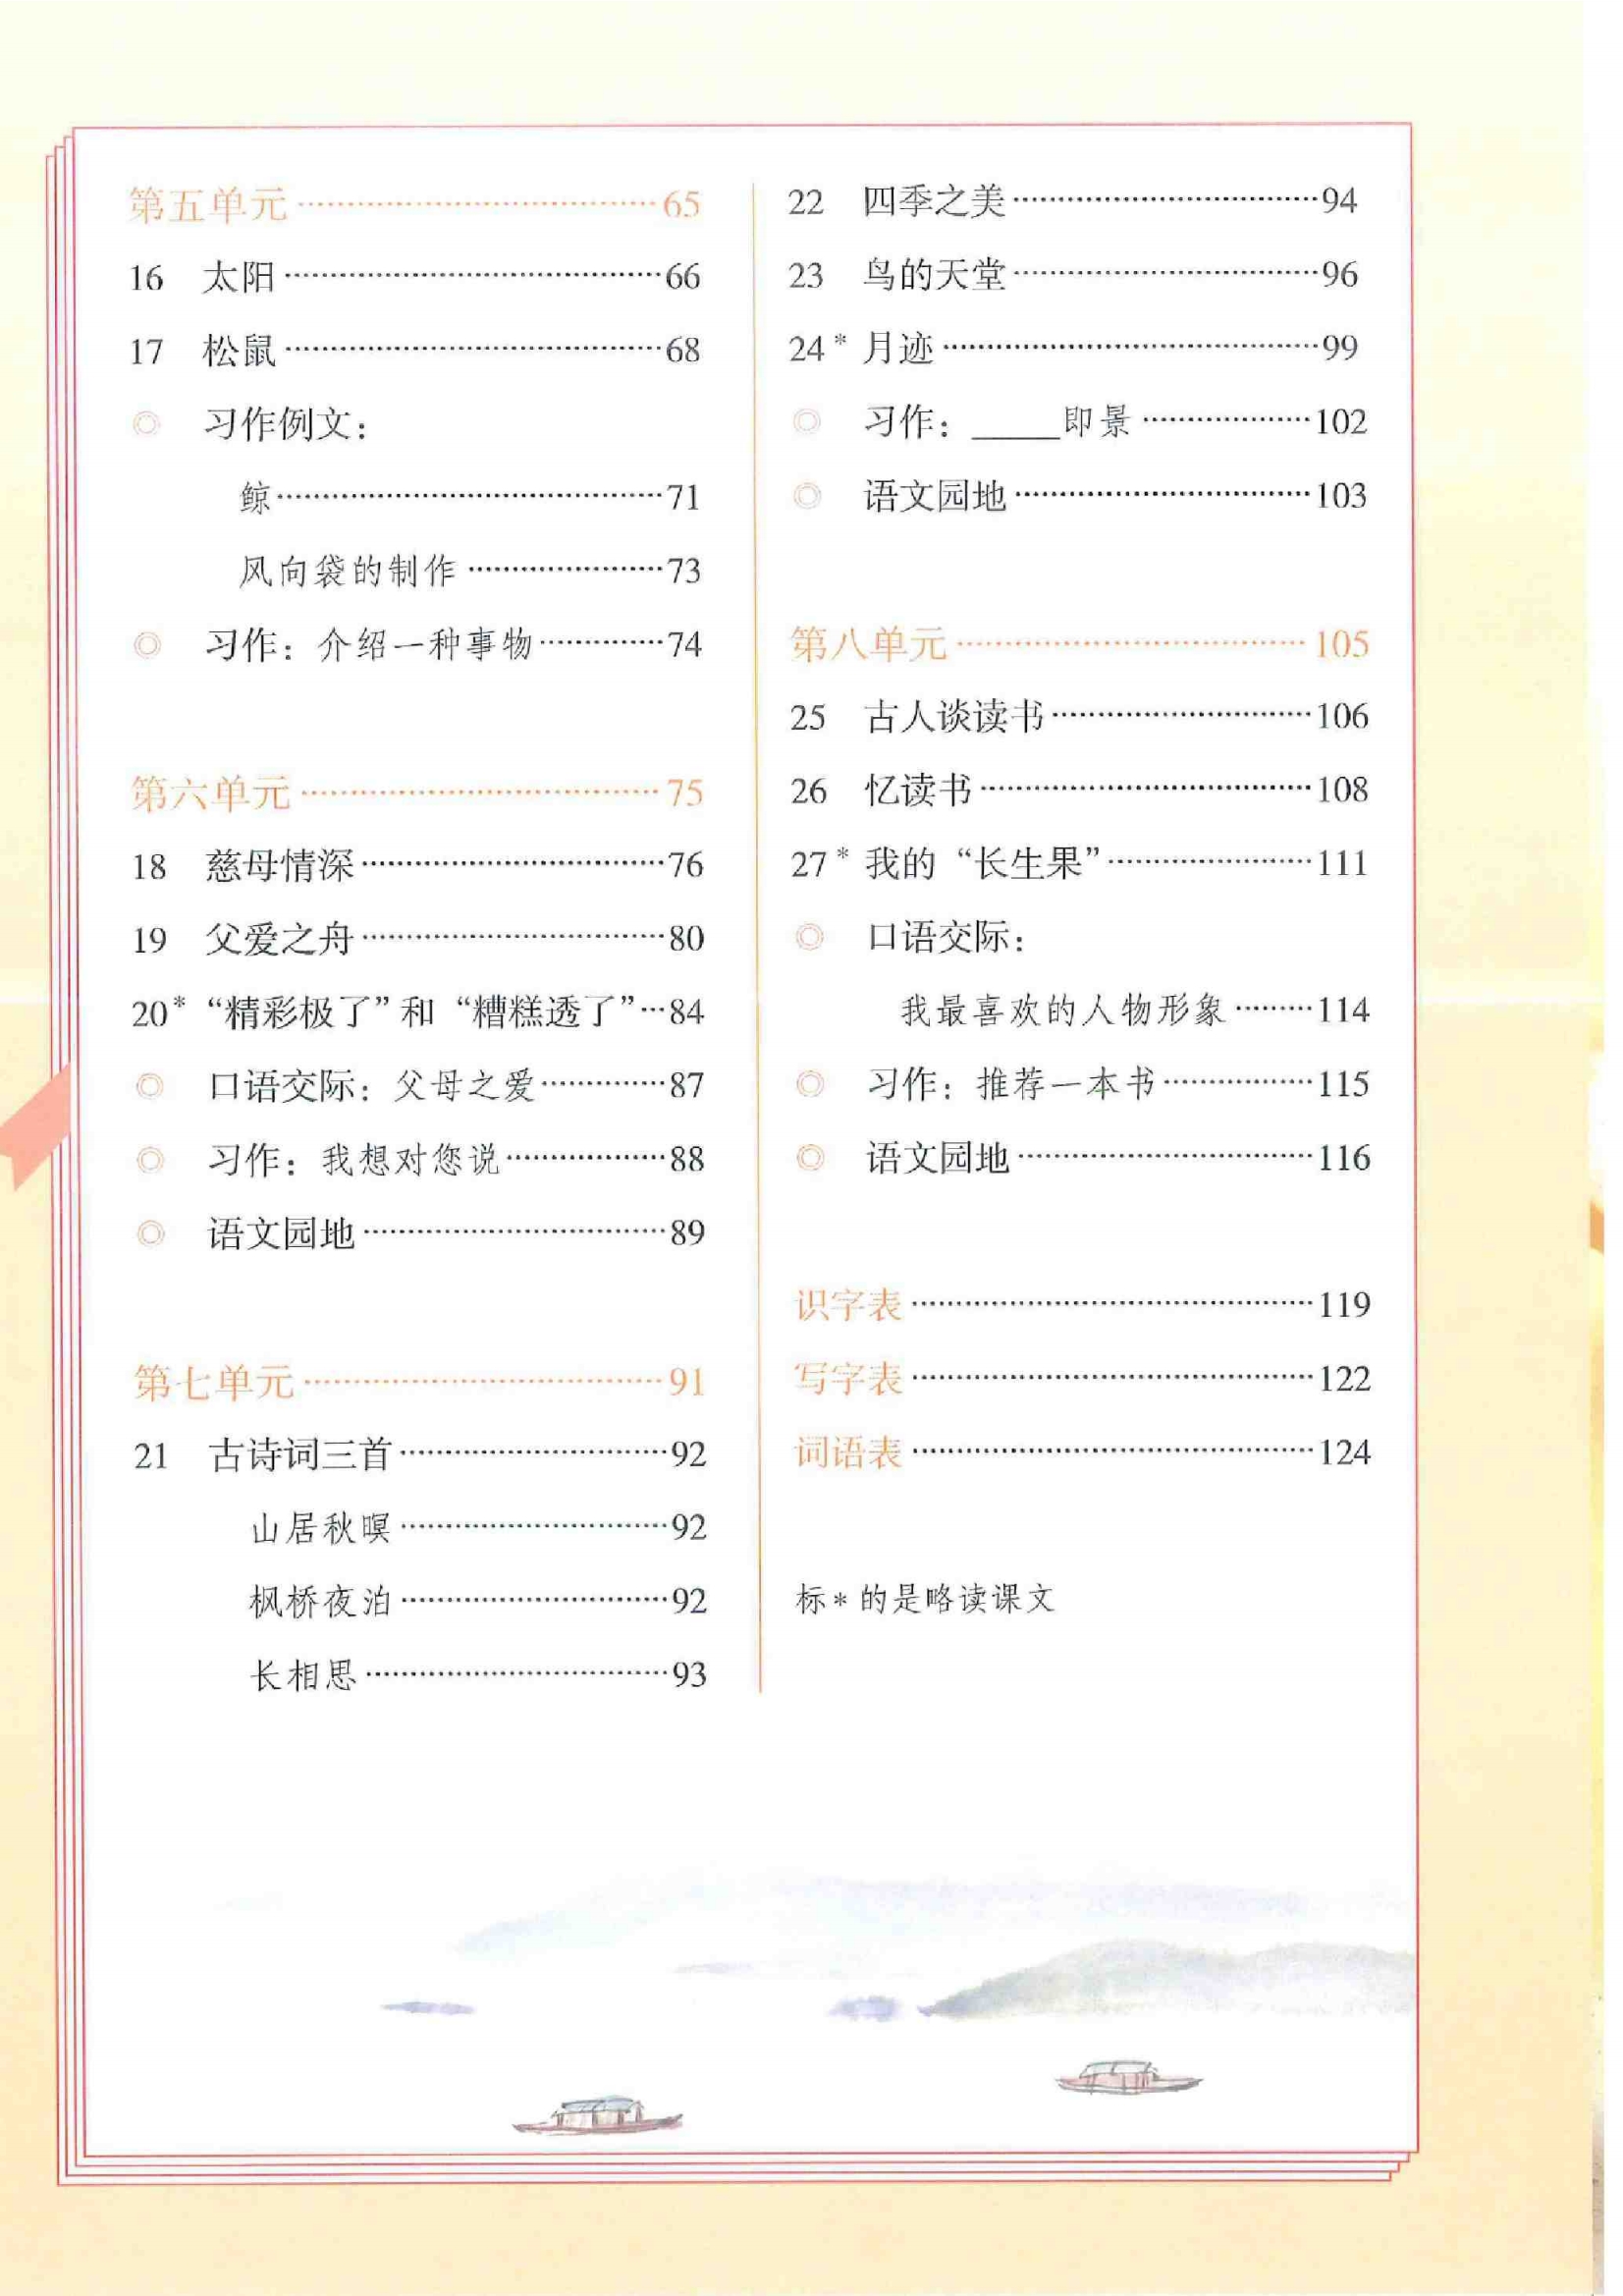 第五单元……65
16 太阳……66
17 松鼠……68
◎ 习作例文：
鲸……71
风向袋的制作……73
◎ 习作：介绍一种事物……74
第六单元……75
18 慈母情深……76
19 父爱之舟……80
20* “精彩极了”和“糟糕透了”…84
◎ 口语交际：父母之爱……87
◎ 习作：我想对您说……88
◎ 语文园地……89
第七单元……91
21 古诗词三首……92
山居秋暝……92
枫桥夜泊……92
长相思……93
22 四季之美……94
23 鸟的天堂……96
24* 月迹……99
◎ 习作：_____即景……102
◎ 语文园地……103
第八单元……105
25 古人谈读书……106
26 忆读书……108
27* 我的“长生果”……111
◎ 口语交际：
我最喜欢的人物形象……114
◎ 习作：推荐一本书……115
◎ 语文园地……116
识字表……119
写字表……122
词语表……124
标*的是略读课文